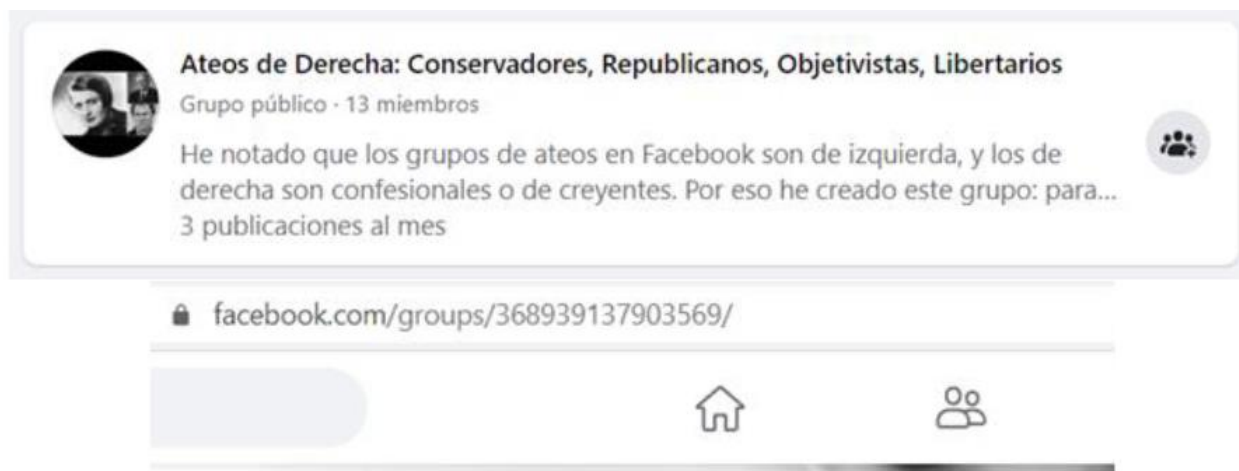 Ateos de Derecha: Conservadores, Republicanos, Objetivistas, Libertarios
Grupo público · 13 miembros
He notado que los grupos de ateos en Facebook son de izquierda, y los de
derecha son confesionales o de creyentes. Por eso he creado este grupo: para...
3 publicaciones al mes
facebook.com/groups/368939137903569/